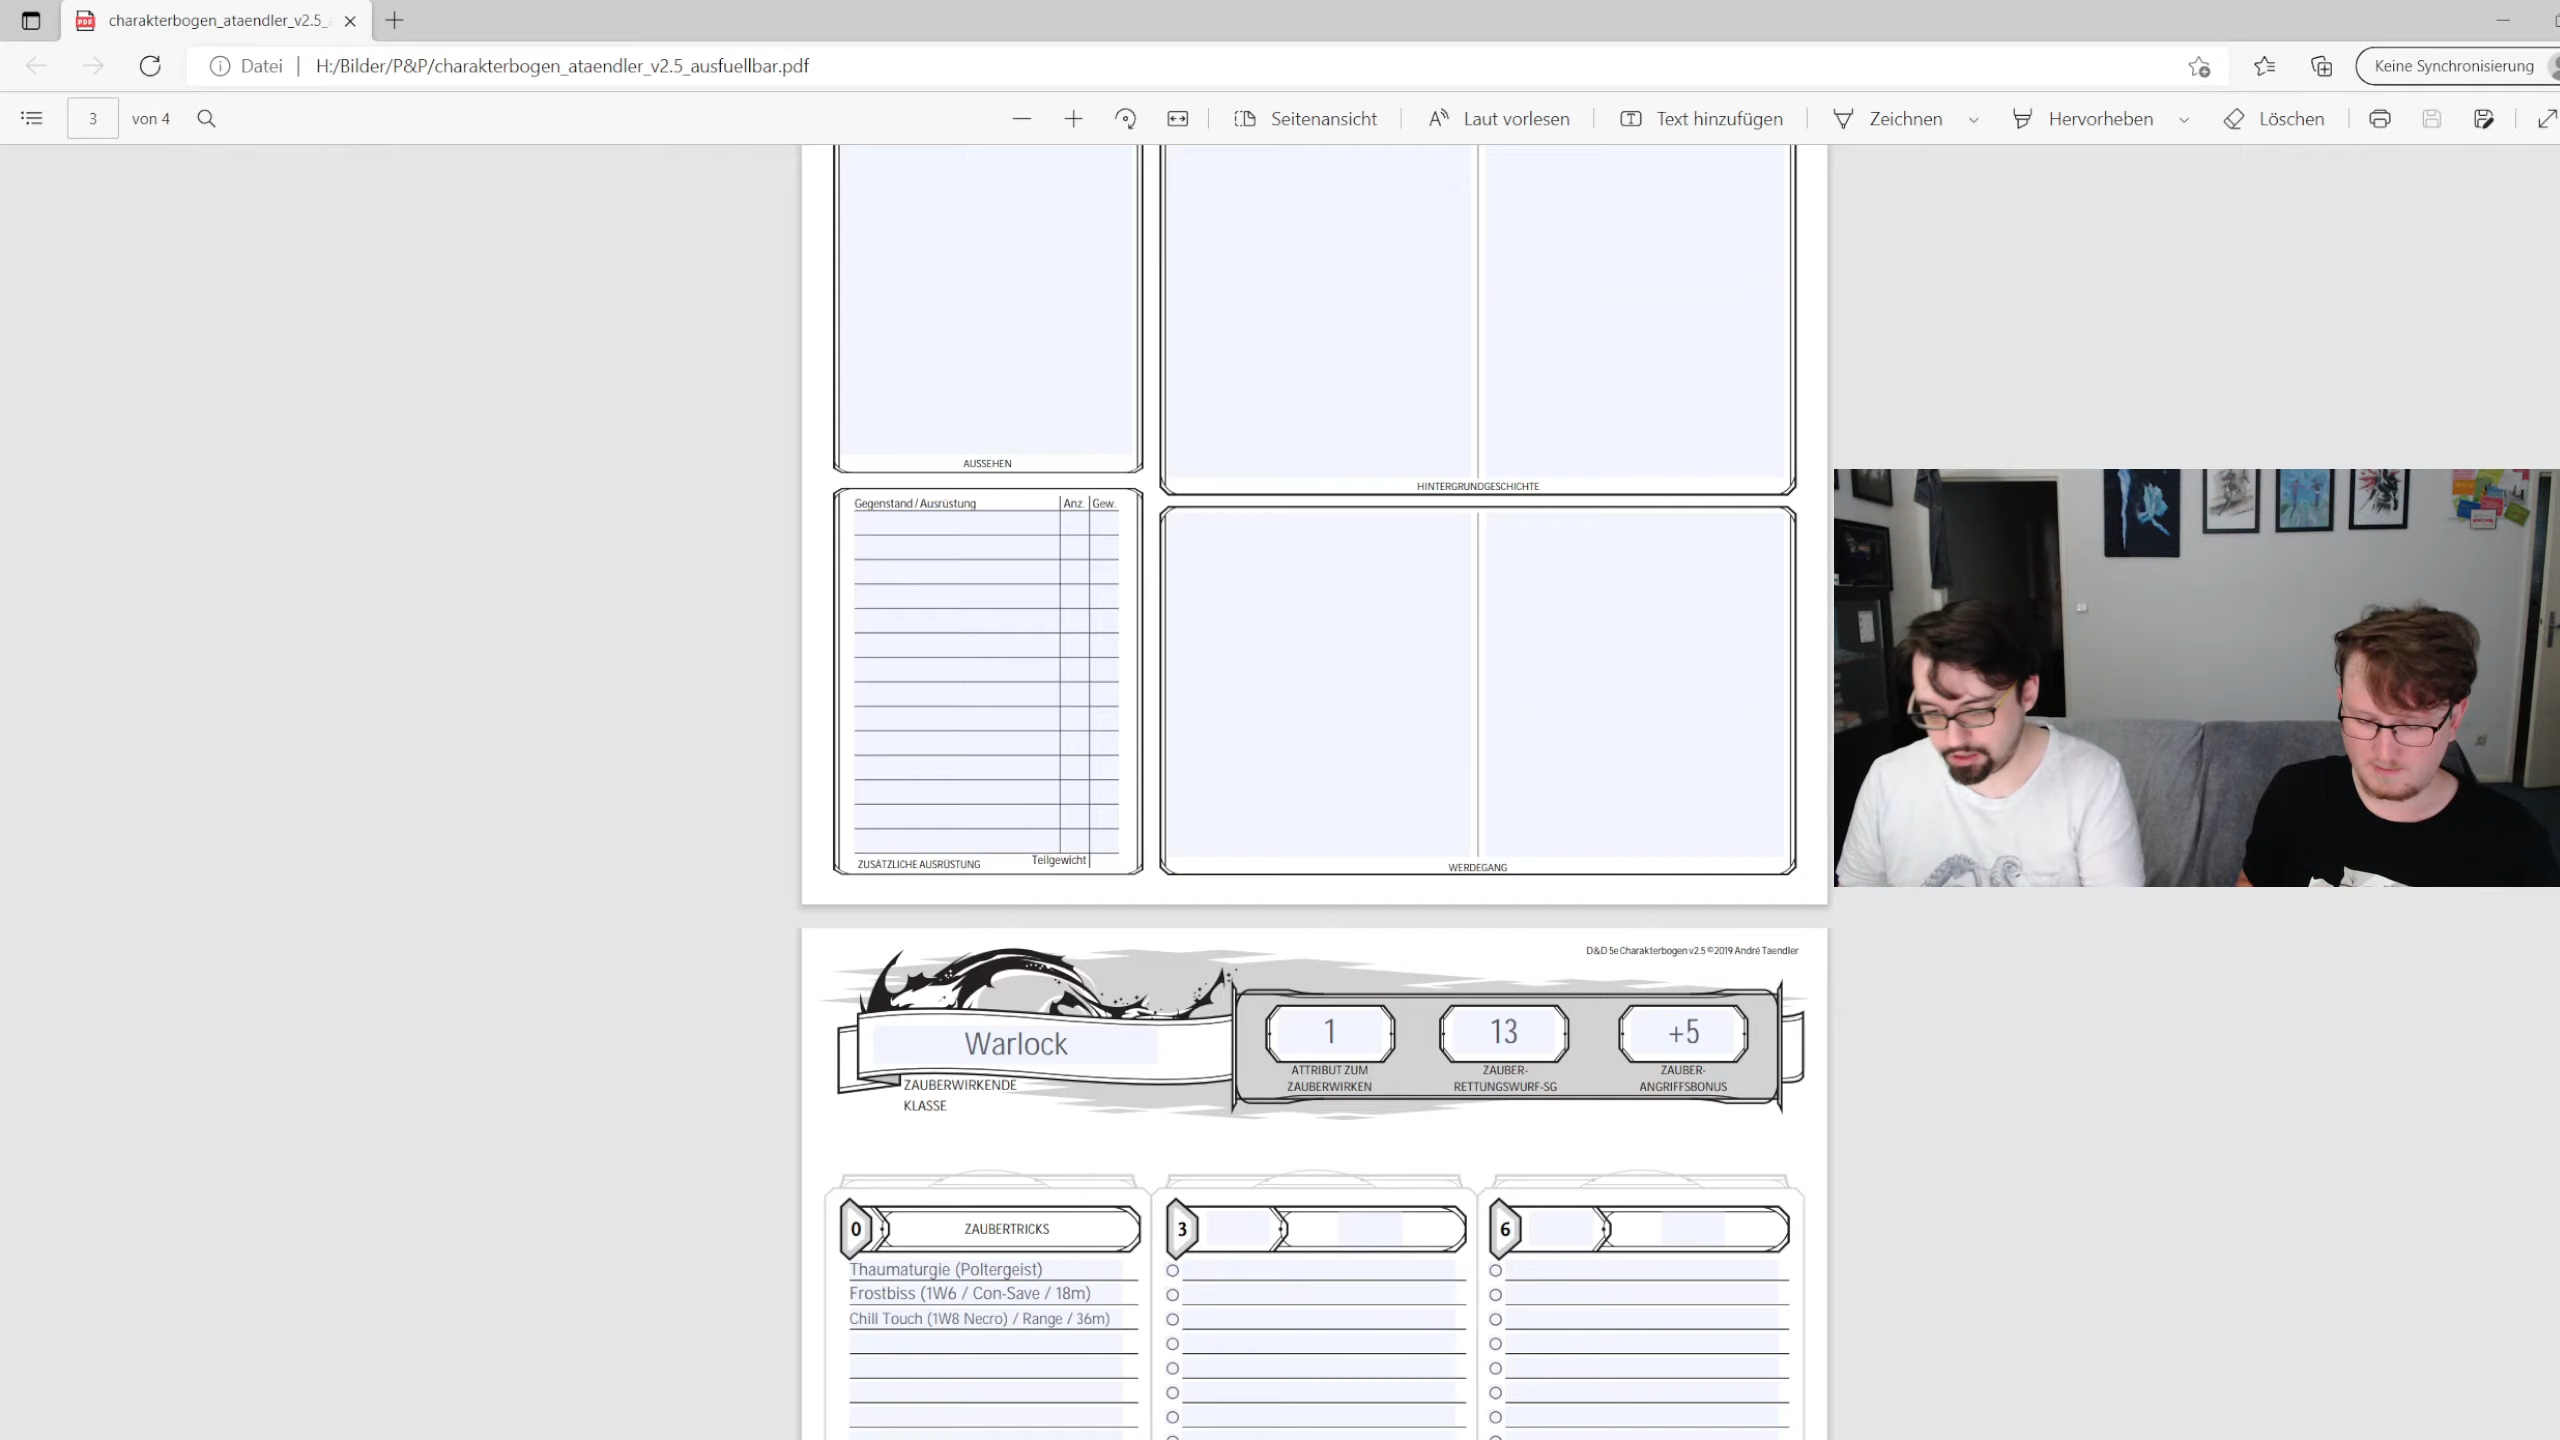 charakterbogen_ataendler_v2.5_
Datei
H:/Bilder/P&P/charakterbogen_ataendler_v2.5_ausfuellbar.pdf
Keine Synchronisierung
3 von 4
Seitenansicht
Laut vorlesen
Text hinzufügen
Zeichnen
Hervorheben
Löschen
AUSSEHEN
HINTERGRUNDGESCHICHTE
Gegenstand / Ausrüstung Anz. Gew.
ZUSÄTZLICHE AUSRÜSTUNG Teilgewicht
WERDEGANG
D&D 5e Charakterbogen v2.5 ©2019 André Taendler
Warlock
ZAUBERWIRKENDE
KLASSE
1
ATTRIBUT ZUM
ZAUBERWIRKEN
13
ZAUBER-
RETTUNGSWURF-SG
+5
ZAUBER-
ANGRIFFSBONUS
0 ZAUBERTRICKS
Thaumaturgie (Poltergeist)
Frostbiss (1W6 / Con-Save / 18m)
Chill Touch (1W8 Necro) / Range / 36m)
3
6